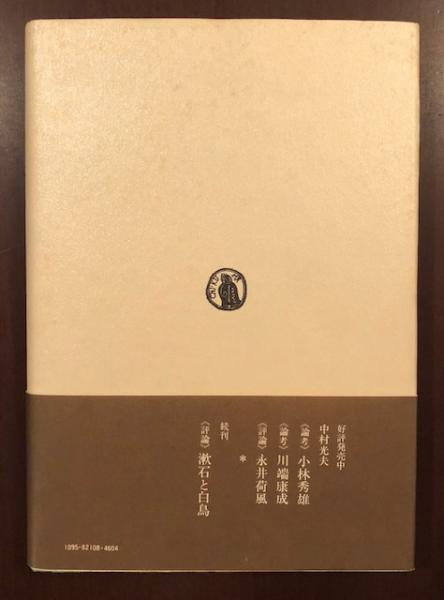 好評発売中
中村光夫
《論考》小林秀雄
《論考》川端康成
《評論》永井荷風
*
続刊
《評論》漱石と白鳥
1095-82108-4604